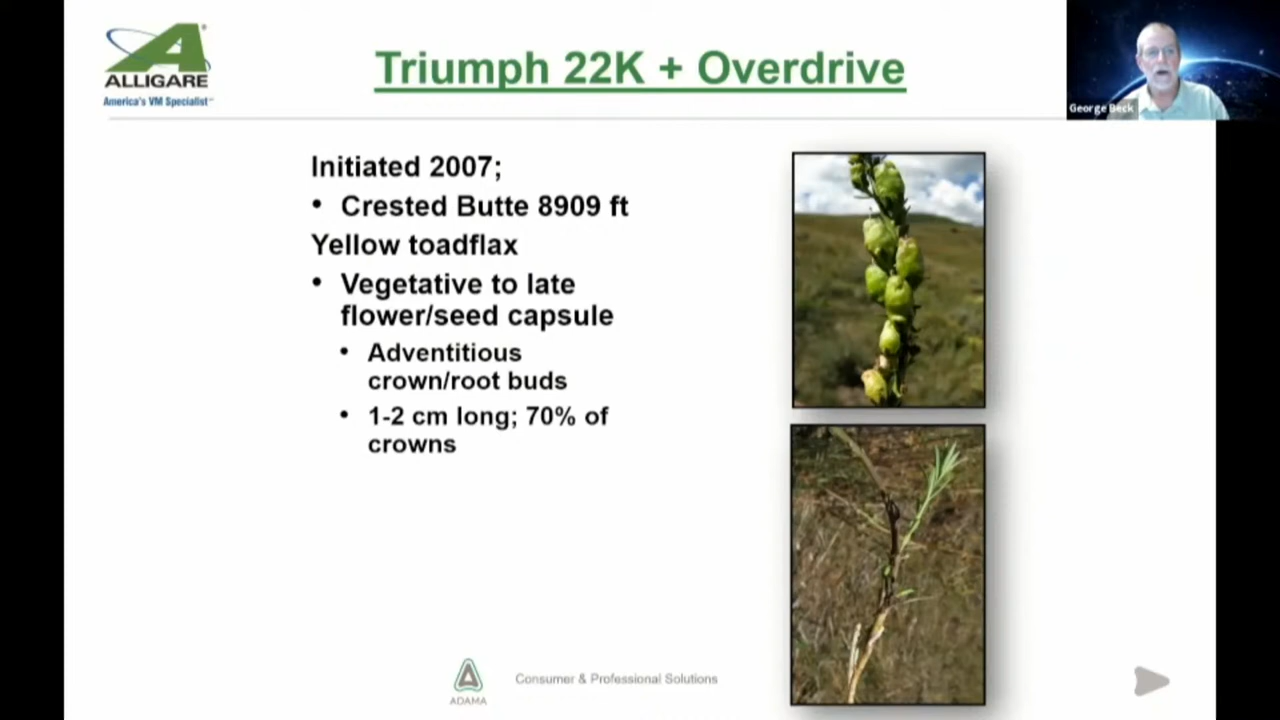 ALLIGARE
America's VM Specialist℠
Triumph 22K + Overdrive
George Beck
Initiated 2007;
• Crested Butte 8909 ft
Yellow toadflax
• Vegetative to late
flower/seed capsule
• Adventitious
crown/root buds
• 1-2 cm long; 70% of
crowns
ADAMA
Consumer & Professional Solutions